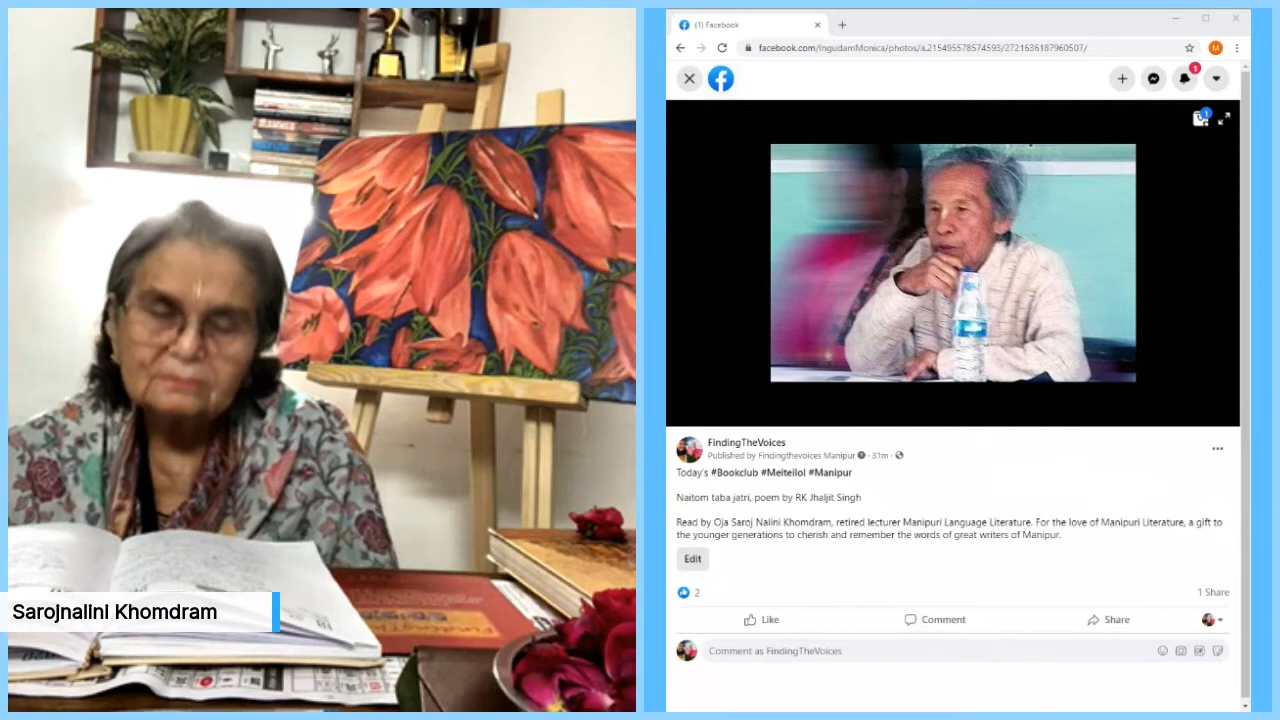 Sarojnalini Khomdram
(1) Facebook
facebook.com/IngudamMonica/photos/a.215495578574593/2721636187960507/
M
1
1
FindingTheVoices
Published by Findingthevoices Manipur · 31m ·
Today's #Bookclub #Meiteilol #Manipur
Naitom taba jatri, poem by RK Jhaljit Singh
Read by Oja Saroj Nalini Khomdram, retired lecturer Manipuri Language Literature. For the love of Manipuri Literature, a gift to
the younger generations to cherish and remember the words of great writers of Manipur.
Edit
2
1 Share
Like
Comment
Share
Comment as FindingTheVoices